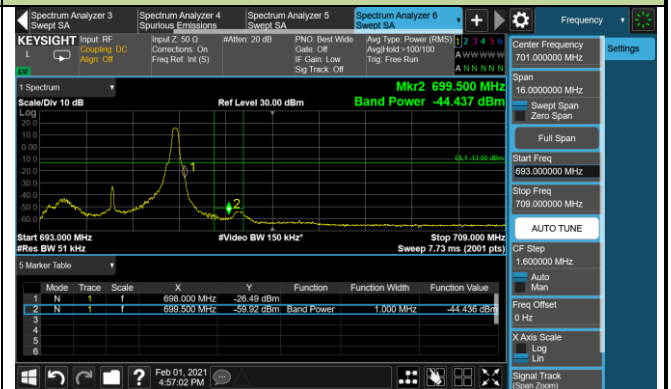 Spectrum Analyzer 3
Swept SA
Spectrum Analyzer 4
Spurious Emissions
Spectrum Analyzer 5
Swept SA
Spectrum Analyzer 6
Swept SA
Frequency
KEYSIGHT
L
Input: RF
Coupling: DC
Align: Off
Input Z: 50 Ω
Corrections: On
Freq Ref: Int (S)
#Atten: 20 dB
PNO: Best Wide
Gate: Off
IF Gain: Low
Sig Track: Off
Avg Type: Power (RMS)
Avg|Hold:>100/100
Trig: Free Run
1 2 3 4 5 6
A W W W W W
A N N N N N
1 Spectrum
Scale/Div 10 dB
Ref Level 30.00 dBm
Mkr2 699.500 MHz
Band Power -44.437 dBm
Log
20.0
10.0
0.00
-10.0
-20.0
-30.0
-40.0
-50.0
-60.0
DL1 -13.00 dBm
1
2
Start 693.000 MHz
#Video BW 150 kHz*
Stop 709.000 MHz
#Res BW 51 kHz
Sweep 7.73 ms (2001 pts)
5 Marker Table
Mode Trace Scale X Y Function Function Width Function Value
1 N 1 f 698.000 MHz -26.49 dBm
2 N 1 f 699.500 MHz -59.92 dBm Band Power 1.000 MHz -44.436 dBm
3
4
5
6
Center Frequency
701.000000 MHz
Settings
Span
16.0000000 MHz
Swept Span
Zero Span
Full Span
Start Freq
693.000000 MHz
Stop Freq
709.000000 MHz
AUTO TUNE
CF Step
1.600000 MHz
Auto
Man
Freq Offset
0 Hz
X Axis Scale
Log
Lin
Signal Track
(Span Zoom)
?
Feb 01, 2021
4:57:02 PM